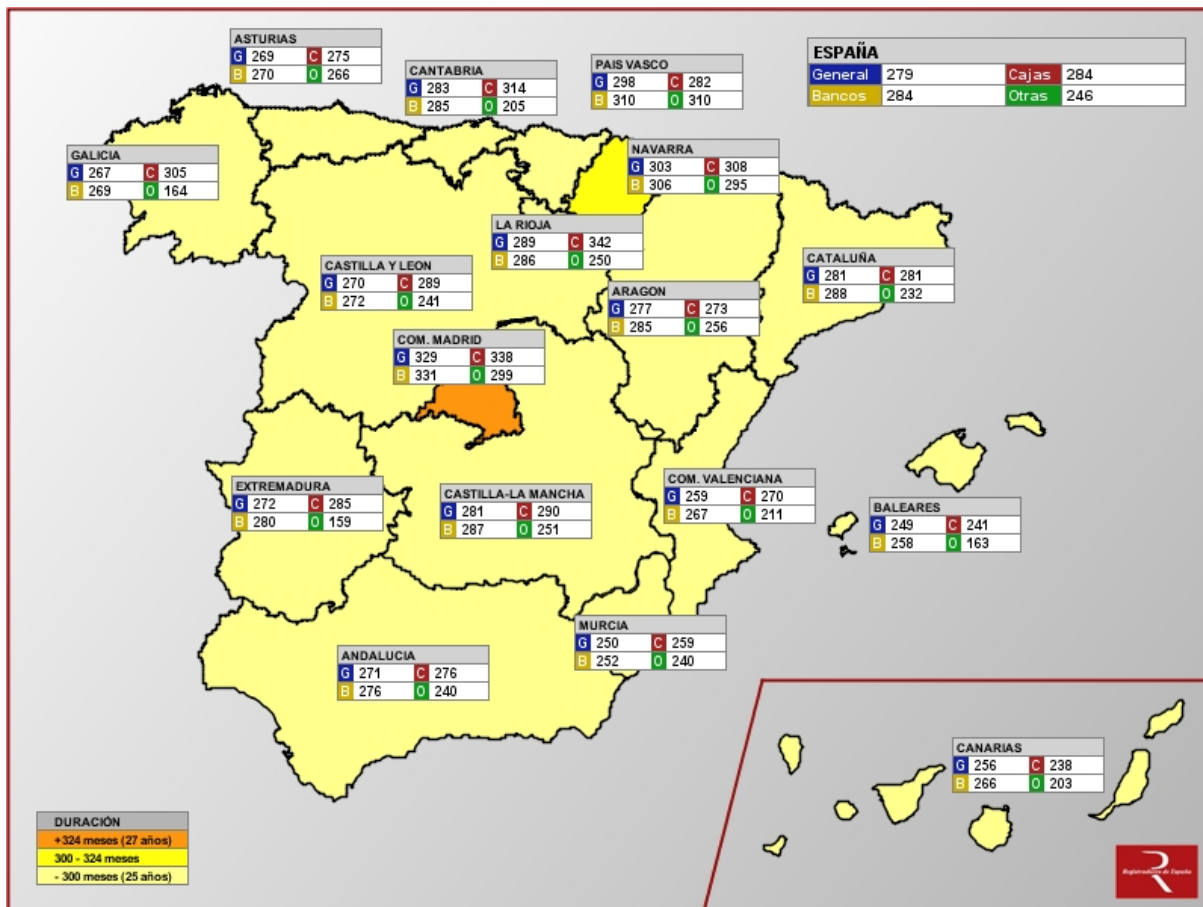 ASTURIAS
G 269 C 275
B 270 O 266
CANTABRIA
G 283 C 314
B 285 O 205
PAIS VASCO
G 298 C 282
B 310 O 310
ESPAÑA
General 279 Cajas 284
Bancos 284 Otras 246
GALICIA
G 267 C 305
B 269 O 164
NAVARRA
G 303 C 308
B 306 O 295
LA RIOJA
G 289 C 342
B 286 O 250
CASTILLA Y LEON
G 270 C 289
B 272 O 241
CATALUÑA
G 281 C 281
B 288 O 232
ARAGON
G 277 C 273
B 285 O 256
COM. MADRID
G 329 C 338
B 331 O 299
EXTREMADURA
G 272 C 285
B 280 O 159
CASTILLA-LA MANCHA
G 281 C 290
B 287 O 251
COM. VALENCIANA
G 259 C 270
B 267 O 211
BALEARES
G 249 C 241
B 258 O 163
MURCIA
G 250 C 259
B 252 O 240
ANDALUCIA
G 271 C 276
B 276 O 240
CANARIAS
G 256 C 238
B 266 O 203
DURACIÓN
+324 meses (27 años)
300 - 324 meses
- 300 meses (25 años)
R
Registradores de España